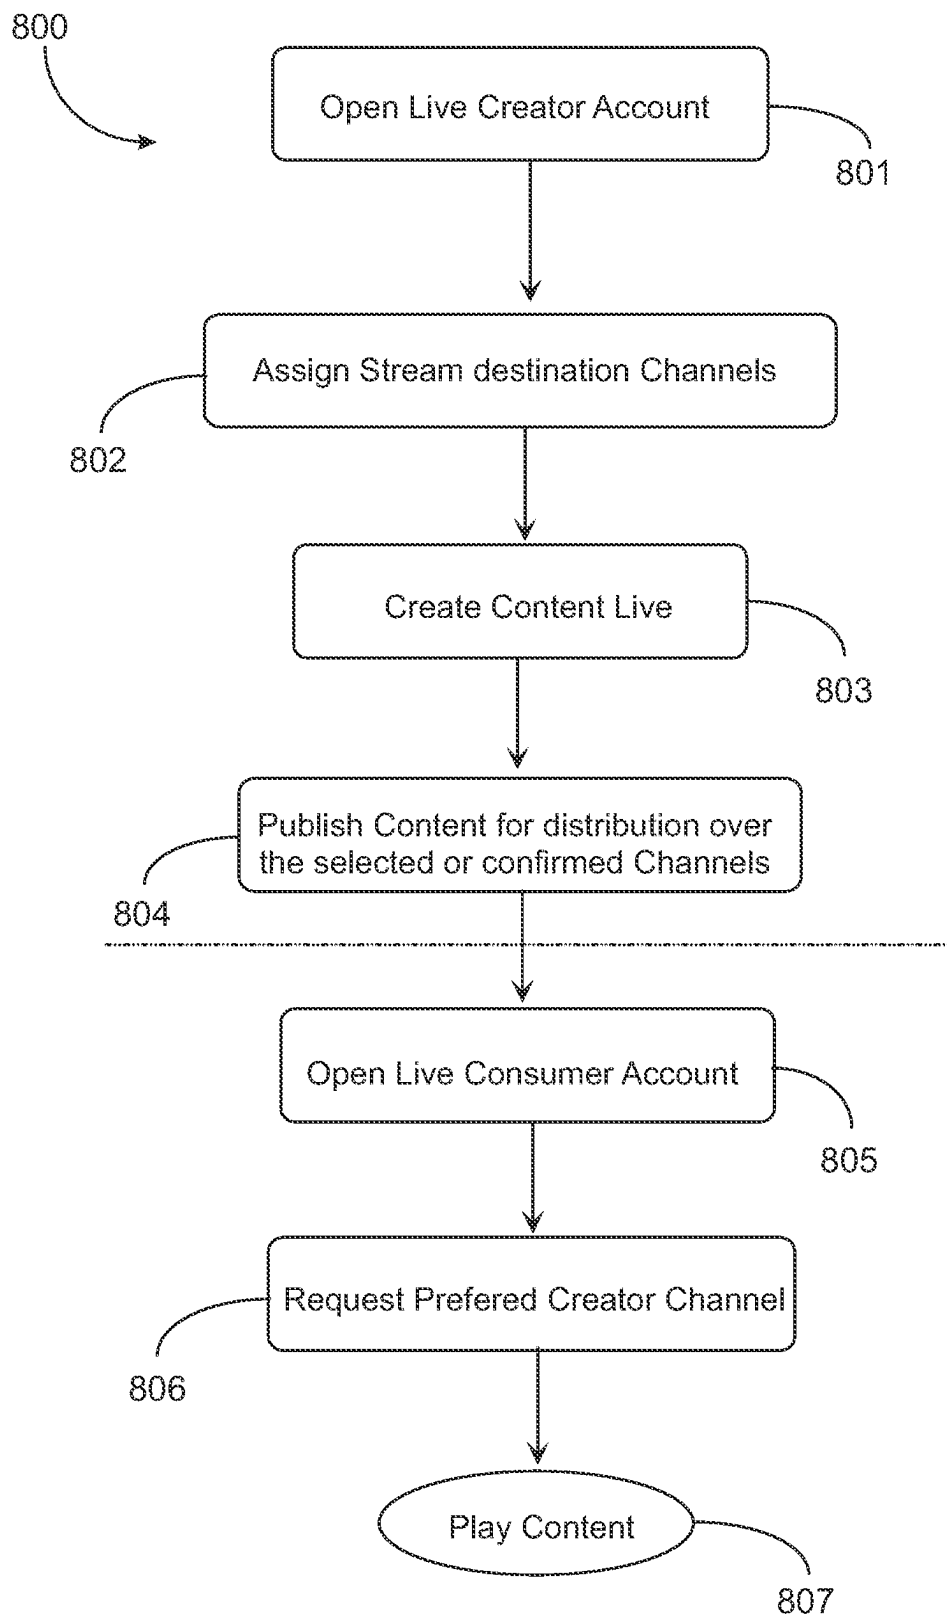 800
Open Live Creator Account
801
Assign Stream destination Channels
802
Create Content Live
803
Publish Content for distribution over
the selected or confirmed Channels
804
Open Live Consumer Account
805
Request Prefered Creator Channel
806
Play Content
807